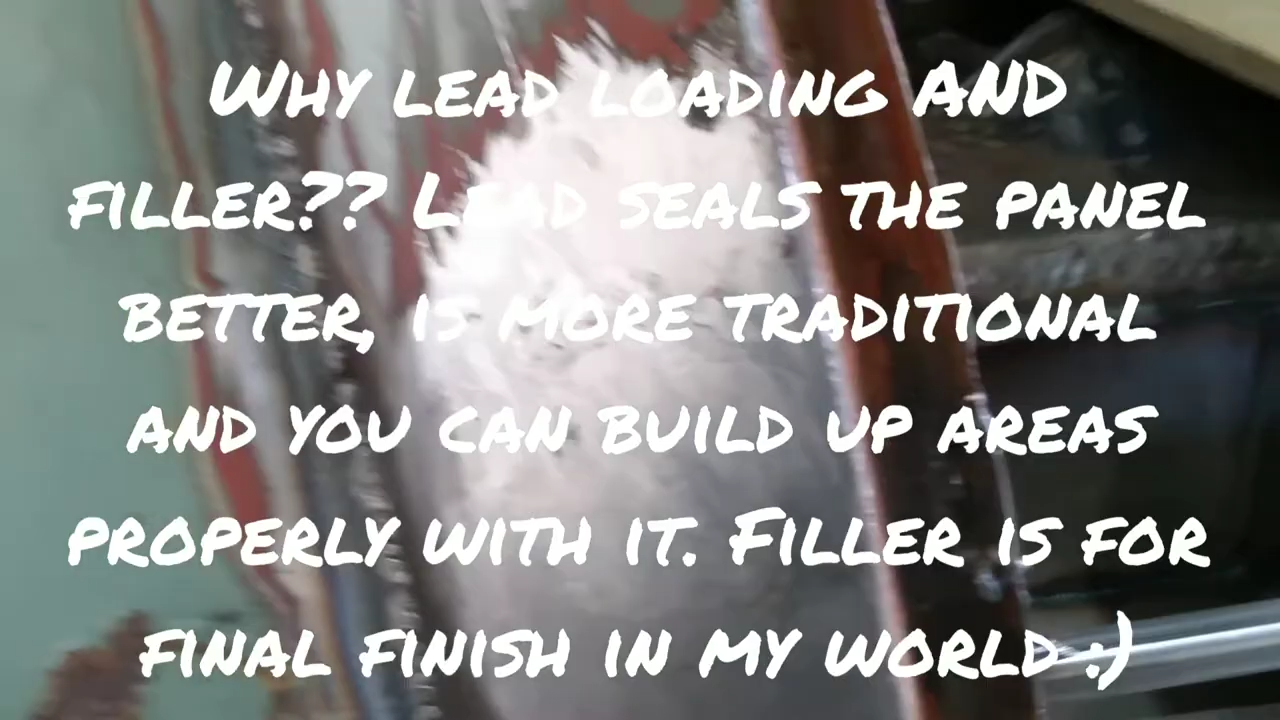 Why lead loading AND
filler?? Lead seals the panel
better, is more traditional
and you can build up areas
properly with it. Filler is for
final finish in my world :)